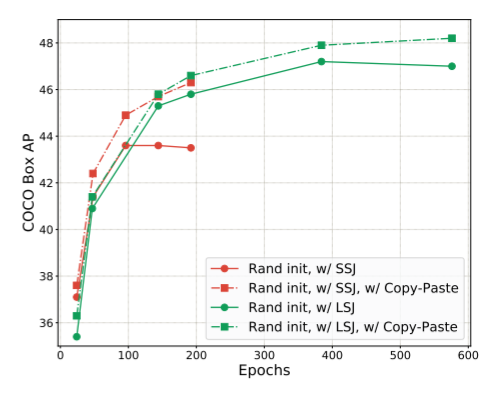 48
46
44
42
40
38
36
COCO Box AP
Rand init, w/ SSJ
Rand init, w/ SSJ, w/ Copy-Paste
Rand init, w/ LSJ
Rand init, w/ LSJ, w/ Copy-Paste
0 100 200 300 400 500 600
Epochs